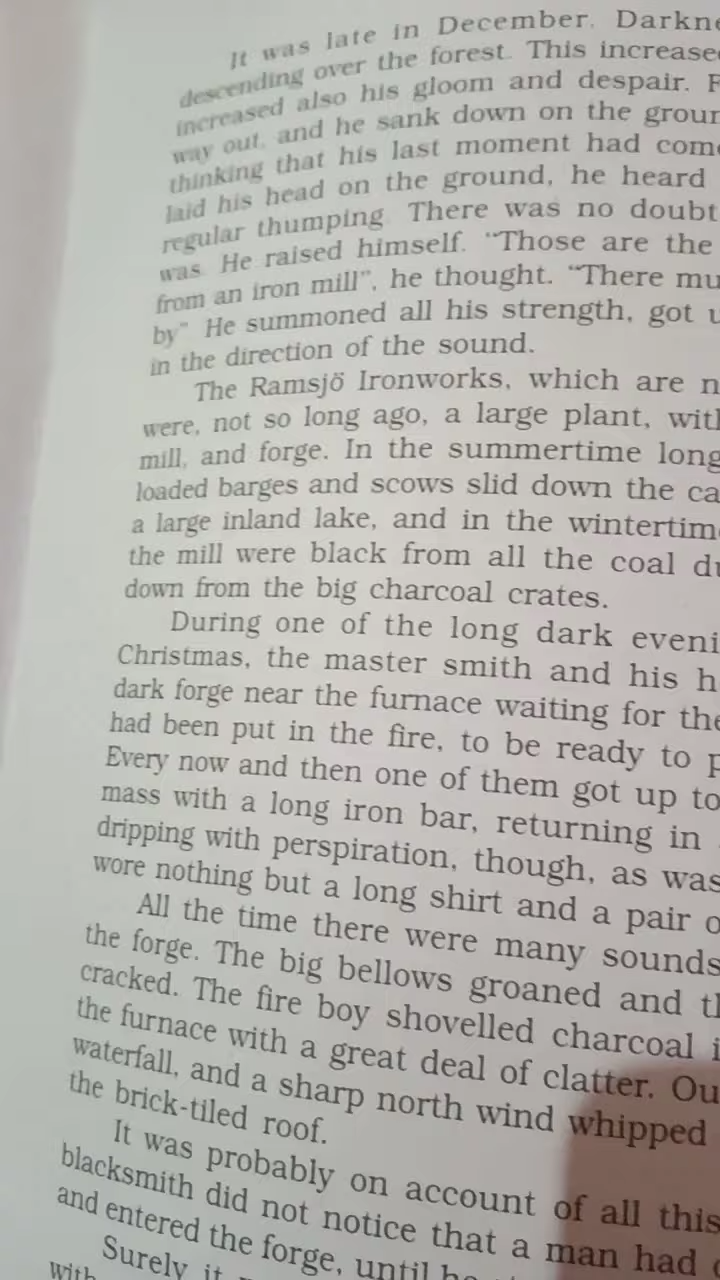 It was late in December. Darkne
descending over the forest. This increase
increased also his gloom and despair. F
way out, and he sank down on the groun
thinking that his last moment had come
laid his head on the ground, he heard
regular thumping. There was no doubt
was. He raised himself. “Those are the
from an iron mill”, he thought. “There mu
by” He summoned all his strength, got u
in the direction of the sound.
The Ramsjö Ironworks, which are n
were, not so long ago, a large plant, with
mill, and forge. In the summertime long
loaded barges and scows slid down the ca
a large inland lake, and in the wintertime
the mill were black from all the coal du
down from the big charcoal crates.
During one of the long dark eveni
Christmas, the master smith and his h
dark forge near the furnace waiting for the
had been put in the fire, to be ready to p
Every now and then one of them got up to
mass with a long iron bar, returning in
dripping with perspiration, though, as was
wore nothing but a long shirt and a pair o
All the time there were many sounds
the forge. The big bellows groaned and th
cracked. The fire boy shovelled charcoal i
the furnace with a great deal of clatter. Ou
waterfall, and a sharp north wind whipped
the brick-tiled roof.
It was probably on account of all this
blacksmith did not notice that a man had
and entered the forge, until he
Surely it
with